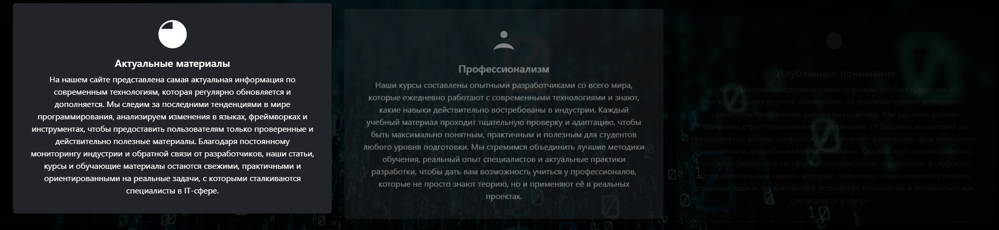 Актуальные материалы
На нашем сайте представлена самая актуальная информация по
современным технологиям, которая регулярно обновляется и
дополняется. Мы следим за последними тенденциями в мире
программирования, анализируем изменения в языках, фреймворках и
инструментах, чтобы предоставить пользователям только проверенные и
действительно полезные материалы. Благодаря постоянному
мониторингу индустрии и обратной связи от разработчиков, наши статьи,
курсы и обучающие материалы остаются свежими, практичными и
ориентированными на реальные задачи, с которыми сталкиваются
специалисты в IT-сфере.
Профессионализм
Наши курсы составлены опытными разработчиками со всего мира,
которые ежедневно работают с современными технологиями и знают,
какие навыки действительно востребованы в индустрии. Каждый
учебный материал проходит тщательную проверку и адаптацию, чтобы
быть максимально понятным, практичным и полезным для студентов
любого уровня подготовки. Мы стремимся объединить лучшие методики
обучения, реальный опыт специалистов и актуальные практики
разработки, чтобы дать вам возможность учиться у профессионалов,
которые не просто знают теорию, но и применяют её в реальных
проектах.
Углубленное понимание
Наши материалы сделаны таким образом, чтобы студент смог
по-настоящему изучить технологию на высоком уровне и уверенно
применять полученные знания на практике. Мы уделяем особое
внимание структурированию информации: от базовых концепций до
продвинутых техник, сопровождая обучение примерами, практическими
заданиями и подробными объяснениями. Каждый курс разработан так,
чтобы формировать не просто поверхностное понимание, а глубокие,
фундаментальные знания, которые позволяют самостоятельно решать
сложные задачи, разбираться в устройстве технологий и развиваться как
специалисту в сфере IT.